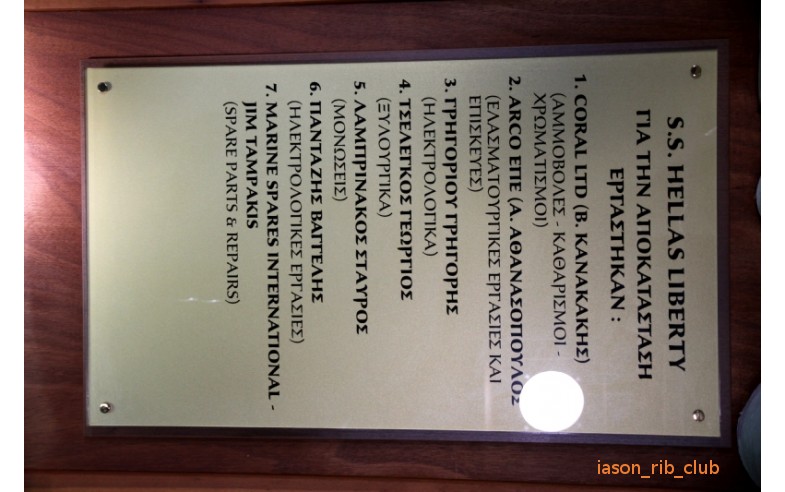 S.S. HELLAS LIBERTY
ΓΙΑ ΤΗΝ ΑΠΟΚΑΤΑΣΤΑΣΗ
ΕΡΓΑΣΤΗΚΑΝ :
1. CORAL LTD (Β. ΚΑΝΑΚΑΚΗΣ)
(ΑΜΜΟΒΟΛΕΣ - ΚΑΘΑΡΙΣΜΟΙ -
ΧΡΩΜΑΤΙΣΜΟΙ)
2. ARCO ΕΠΕ (Α. ΑΘΑΝΑΣΟΠΟΥΛΟΣ
(ΕΛΑΣΜΑΤΟΥΡΓΙΚΕΣ ΕΡΓΑΣΙΕΣ ΚΑΙ
ΕΠΙΣΚΕΥΕΣ)
3. ΓΡΗΓΟΡΙΟΥ ΓΡΗΓΟΡΗΣ
(ΗΛΕΚΤΡΟΛΟΓΙΚΑ)
4. ΤΣΕΛΕΓΚΟΣ ΓΕΩΡΓΙΟΣ
(ΞΥΛΟΥΡΓΙΚΑ)
5. ΛΑΜΠΡΙΝΑΚΟΣ ΣΤΑΥΡΟΣ
(ΜΟΝΩΣΕΙΣ)
6. ΠΑΝΤΑΖΗΣ ΒΑΓΓΕΛΗΣ
(ΗΛΕΚΤΡΟΛΟΓΙΚΕΣ ΕΡΓΑΣΙΕΣ)
7. MARINE SPARES INTERNATIONAL -
JIM TAMPAKIS
(SPARE PARTS & REPAIRS)
iason_rib_club